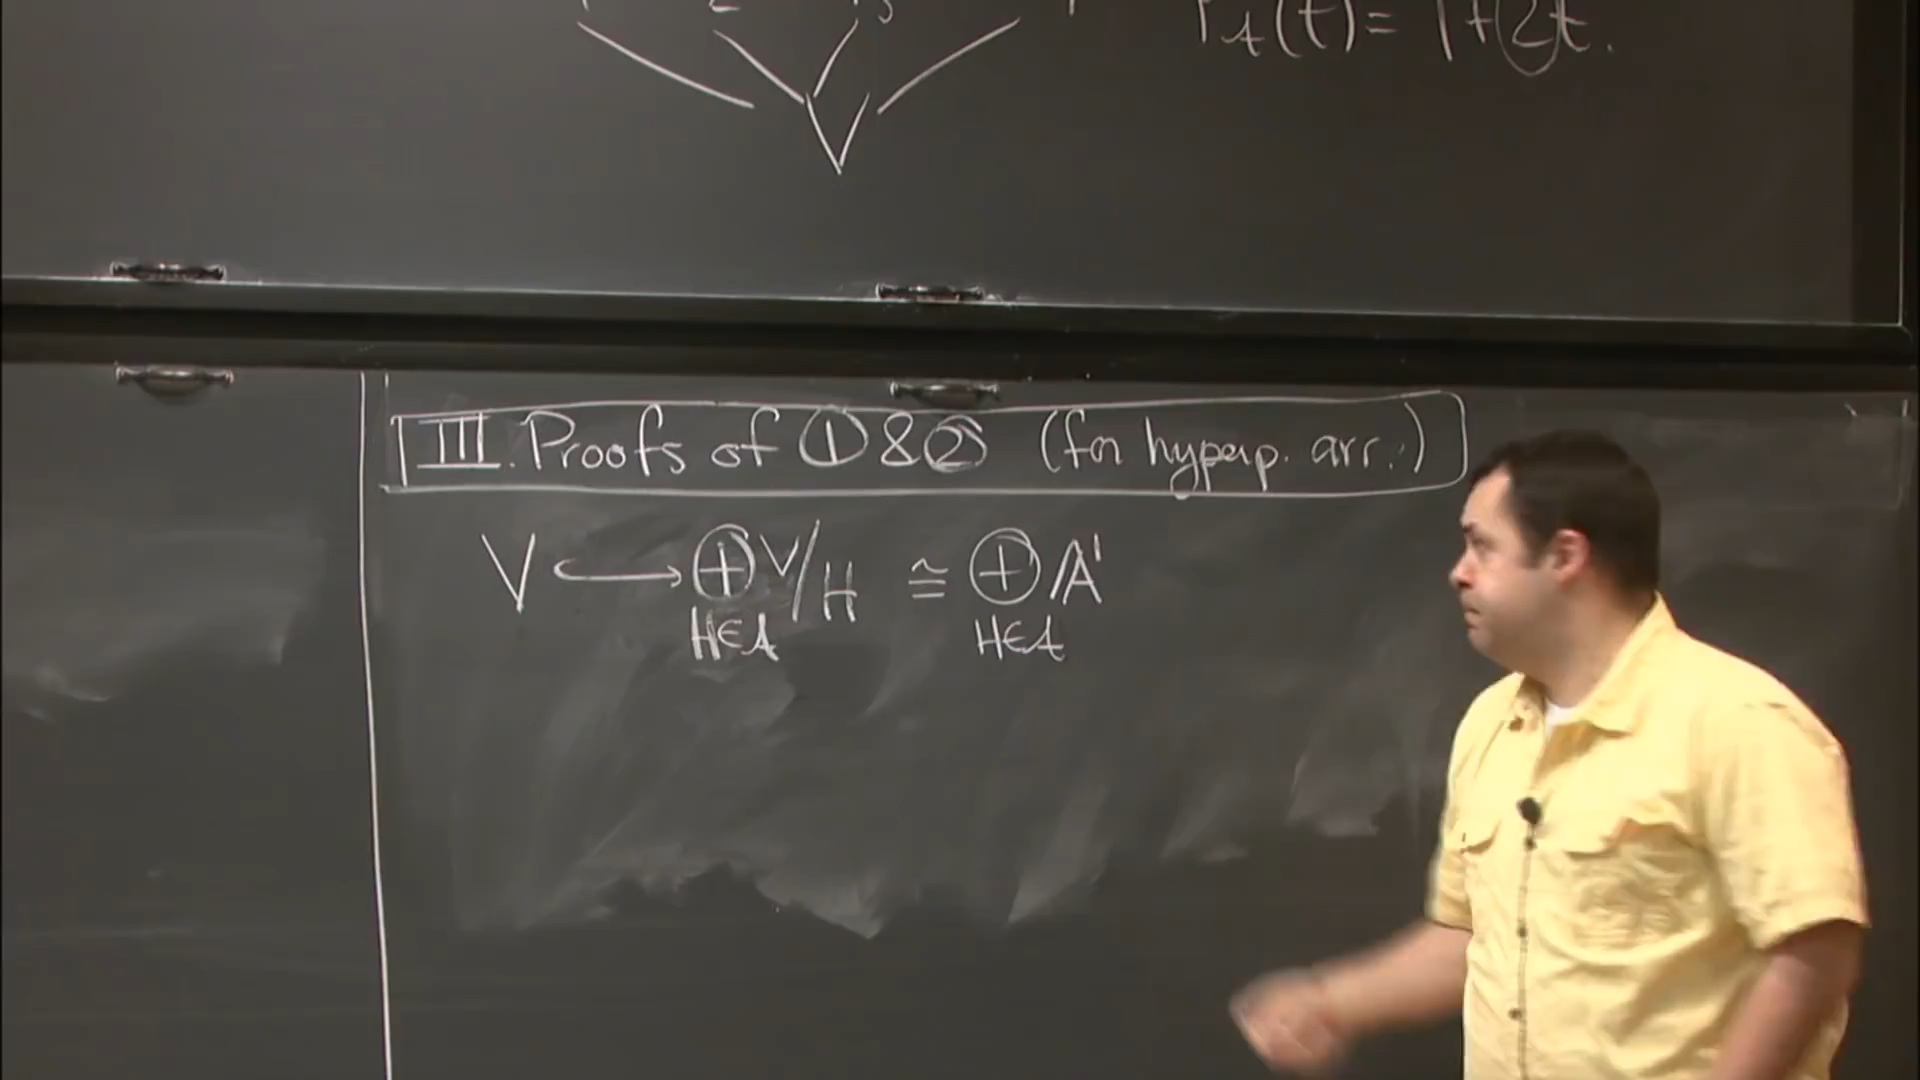 P_A(t) = 1+2t.
V
III. Proofs of ① & ② (for hyperp. arr.)
V ↪ ⊕ V/H ≅ ⊕ 𝔸¹
H∈A H∈A